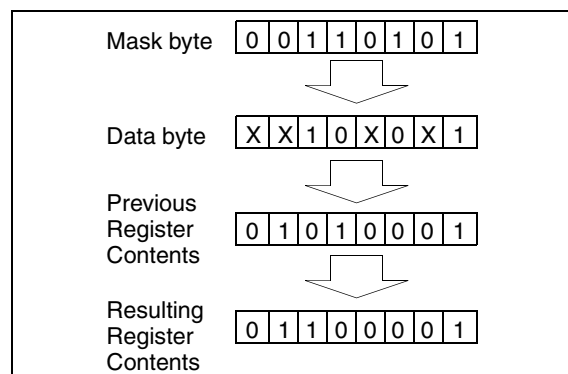 Mask byte 0 0 1 1 0 1 0 1
Data byte X X 1 0 X 0 X 1
Previous
Register 0 1 0 1 0 0 0 1
Contents
Resulting
Register 0 1 1 0 0 0 0 1
Contents